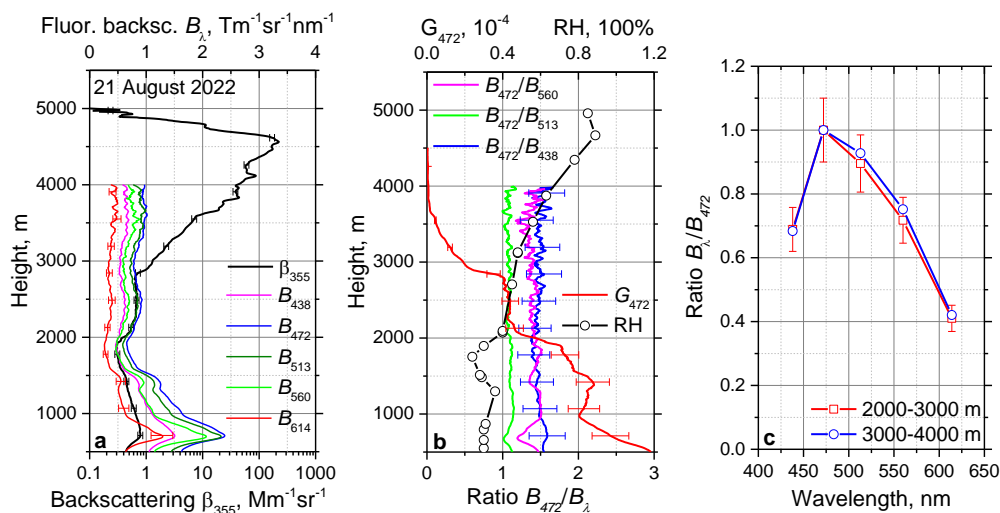 Fluor. backsc. Bλ, Tm⁻¹sr⁻¹nm⁻¹
0 1 2 3 4
21 August 2022
5000
4000
3000
2000
1000
Height, m
β355
B438
B472
B513
B560
B614
a
0.1 1 10 100 1000
Backscattering β355, Mm⁻¹sr⁻¹
G472, 10⁻⁴ RH, 100%
0.0 0.4 0.8 1.2
B472/B560
B472/B513
B472/B438
5000
4000
3000
2000
1000
Height, m
G472
RH
b
0 1 2 3
Ratio B472/Bλ
1.2
1.0
0.8
0.6
0.4
0.2
0.0
Ratio Bλ/B472
2000-3000 m
3000-4000 m
c
400 450 500 550 600 650
Wavelength, nm